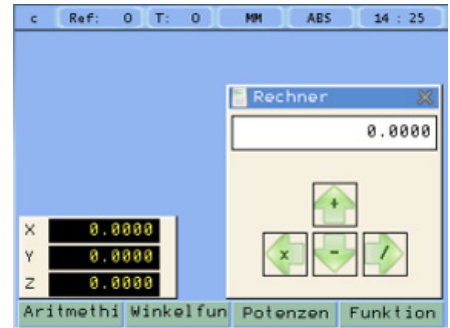 c Ref: 0 T: 0 MM ABS 14 : 25
Rechner
0.0000
+
x - /
X 0.0000
Y 0.0000
Z 0.0000
Aritmethi Winkelfun Potenzen Funktion